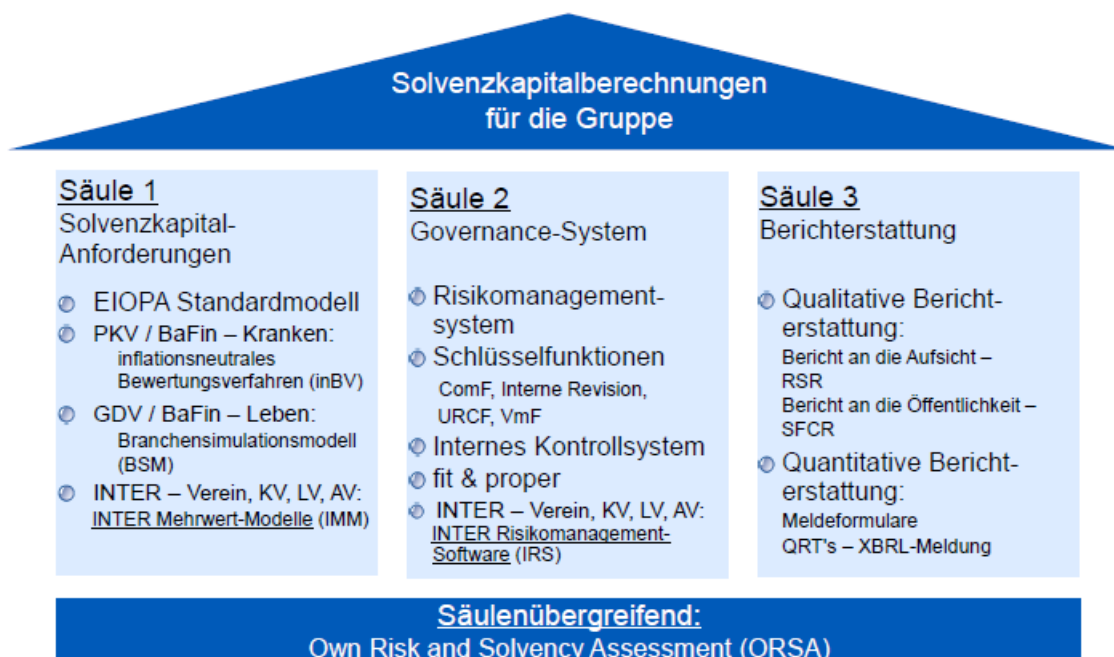 Solvenzkapitalberechnungen
für die Gruppe
Säule 1
Solvenzkapital-
Anforderungen
EIOPA Standardmodell
PKV / BaFin – Kranken:
inflationsneutrales
Bewertungsverfahren (inBV)
GDV / BaFin – Leben:
Branchensimulationsmodell
(BSM)
INTER – Verein, KV, LV, AV:
INTER Mehrwert-Modelle (IMM)
Säule 2
Governance-System
Risikomanagement-
system
Schlüsselfunktionen
ComF, Interne Revision,
URCF, VmF
Internes Kontrollsystem
fit & proper
INTER – Verein, KV, LV, AV:
INTER Risikomanagement-
Software (IRS)
Säule 3
Berichterstattung
Qualitative Bericht-
erstattung:
Bericht an die Aufsicht –
RSR
Bericht an die Öffentlichkeit –
SFCR
Quantitative Bericht-
erstattung:
Meldeformulare
QRT's – XBRL-Meldung
Säulenübergreifend:
Own Risk and Solvency Assessment (ORSA)